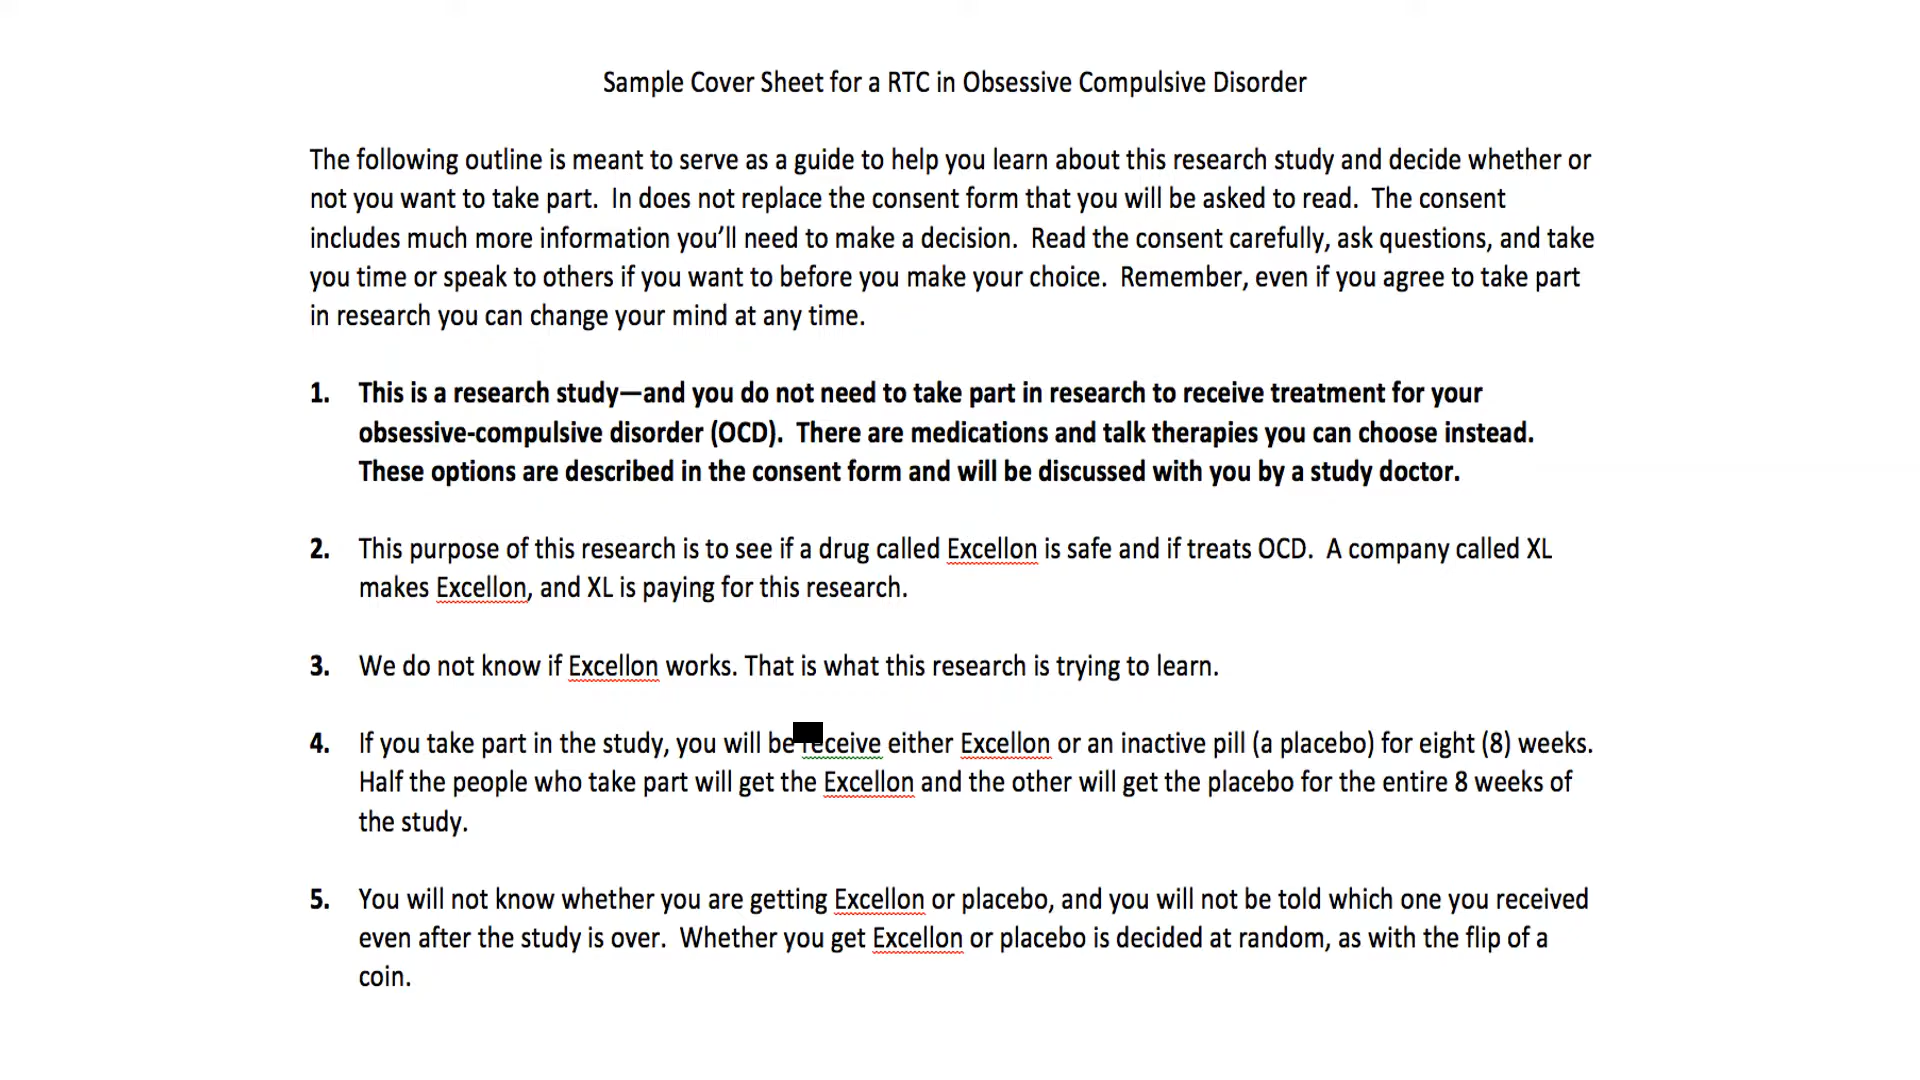 Sample Cover Sheet for a RTC in Obsessive Compulsive Disorder
The following outline is meant to serve as a guide to help you learn about this research study and decide whether or
not you want to take part.  In does not replace the consent form that you will be asked to read.  The consent
includes much more information you’ll need to make a decision.  Read the consent carefully, ask questions, and take
you time or speak to others if you want to before you make your choice.  Remember, even if you agree to take part
in research you can change your mind at any time.
1. This is a research study—and you do not need to take part in research to receive treatment for your
obsessive-compulsive disorder (OCD).  There are medications and talk therapies you can choose instead.
These options are described in the consent form and will be discussed with you by a study doctor.
2. This purpose of this research is to see if a drug called Excellon is safe and if treats OCD.  A company called XL
makes Excellon, and XL is paying for this research.
3. We do not know if Excellon works. That is what this research is trying to learn.
4. If you take part in the study, you will be receive either Excellon or an inactive pill (a placebo) for eight (8) weeks.
Half the people who take part will get the Excellon and the other will get the placebo for the entire 8 weeks of
the study.
5. You will not know whether you are getting Excellon or placebo, and you will not be told which one you received
even after the study is over.  Whether you get Excellon or placebo is decided at random, as with the flip of a
coin.